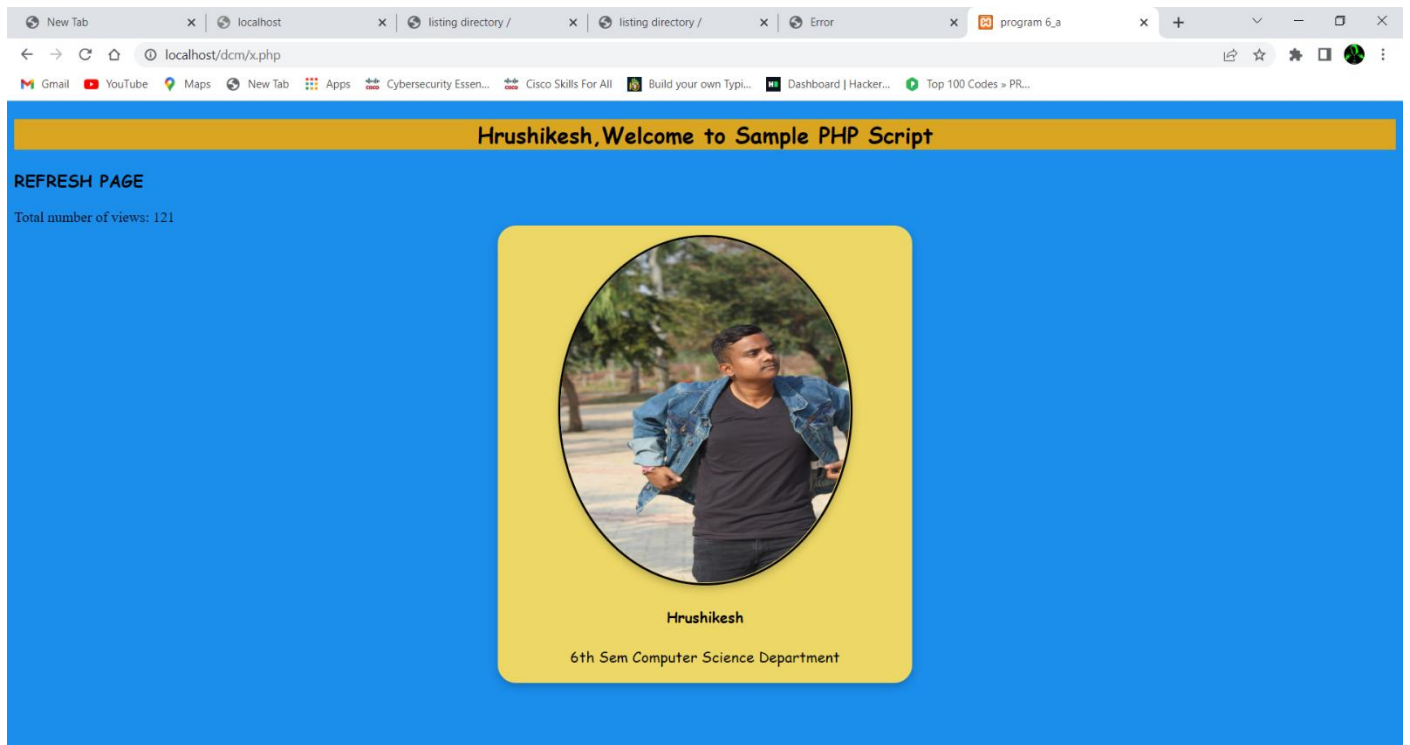 New Tab localhost listing directory / listing directory / Error program 6_a
localhost/dcm/x.php
Gmail YouTube Maps New Tab Apps Cybersecurity Essen... Cisco Skills For All Build your own Typi... Dashboard | Hacker... Top 100 Codes » PR...
Hrushikesh,Welcome to Sample PHP Script
REFRESH PAGE
Total number of views: 121
Hrushikesh
6th Sem Computer Science Department